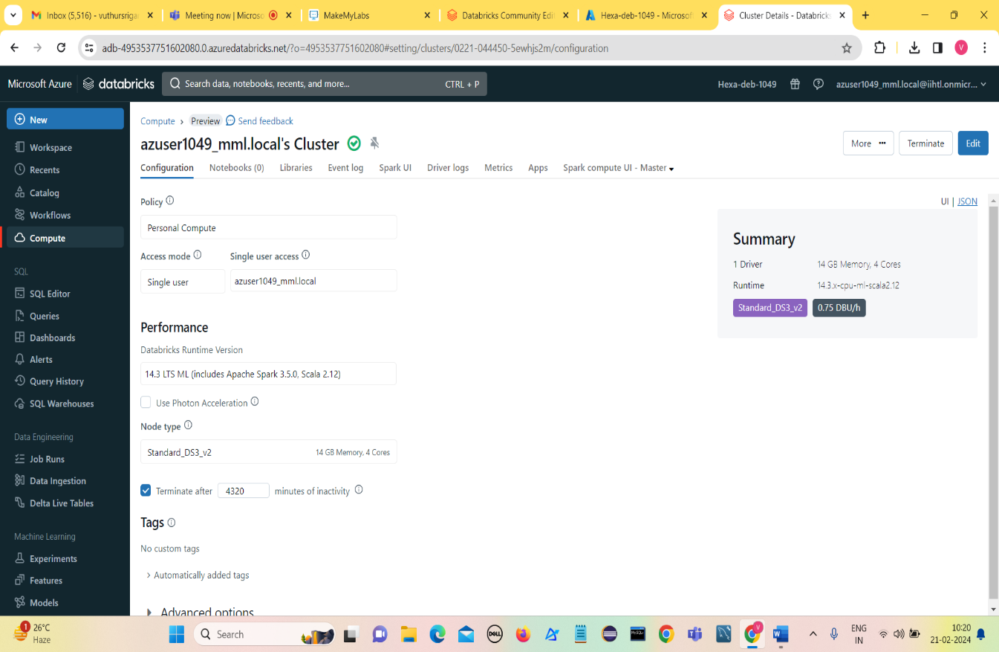 Inbox (5,516) - vuthursrigan
Meeting now | Microso
MakeMyLabs
Databricks Community Edi
Hexa-deb-1049 - Microsof
Cluster Details - Databricks
adb-4953537751602080.0.azuredatabricks.net/?o=4953537751602080#setting/clusters/0221-044450-5ewhjs2m/configuration
V
Microsoft Azure
databricks
Search data, notebooks, recents, and more...
CTRL + P
Hexa-deb-1049
azuser1049_mml.local@iihtl.onmicr...
New
Workspace
Recents
Catalog
Workflows
Compute
SQL
SQL Editor
Queries
Dashboards
Alerts
Query History
SQL Warehouses
Data Engineering
Job Runs
Data Ingestion
Delta Live Tables
Machine Learning
Experiments
Features
Models
Compute › Preview Send feedback
azuser1049_mml.local's Cluster
More ···
Terminate
Edit
Configuration
Notebooks (0)
Libraries
Event log
Spark UI
Driver logs
Metrics
Apps
Spark compute UI - Master
UI | JSON
Policy
Personal Compute
Access mode
Single user access
Single user
azuser1049_mml.local
Performance
Databricks Runtime Version
14.3 LTS ML (includes Apache Spark 3.5.0, Scala 2.12)
Use Photon Acceleration
Node type
Standard_DS3_v2
14 GB Memory, 4 Cores
Terminate after 4320 minutes of inactivity
Tags
No custom tags
Automatically added tags
Advanced options
Summary
1 Driver
14 GB Memory, 4 Cores
Runtime
14.3.x-cpu-ml-scala2.12
Standard_DS3_v2
0.75 DBU/h
1
26°C
Haze
Search
DELL
MySQL
V
W
ENG
IN
10:20
21-02-2024